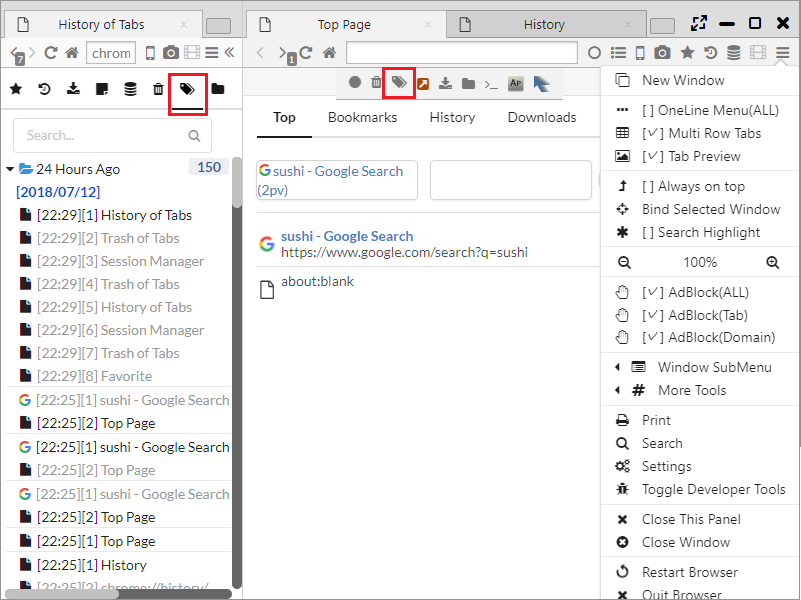 History of Tabs
Top Page
History
7
chrom
1
Search...
24 Hours Ago
150
[2018/07/12]
[22:29][1] History of Tabs
[22:29][2] Trash of Tabs
[22:29][3] Session Manager
[22:29][4] Trash of Tabs
[22:29][5] History of Tabs
[22:29][6] Session Manager
[22:29][7] Trash of Tabs
[22:29][8] Favorite
[22:25][1] sushi - Google Search
[22:25][2] Top Page
[22:25][1] sushi - Google Search
[22:25][2] Top Page
[22:25][1] sushi - Google Search
[22:25][2] Top Page
[22:25][1] Top Page
[22:25][1] History
[22:25][2] chrome://history/
AP
Top
Bookmarks
History
Downloads
sushi - Google Search
(2pv)
sushi - Google Search
https://www.google.com/search?q=sushi
about:blank
New Window
[ ] OneLine Menu(ALL)
[✓] Multi Row Tabs
[✓] Tab Preview
[ ] Always on top
Bind Selected Window
[ ] Search Highlight
100%
[✓] AdBlock(ALL)
[✓] AdBlock(Tab)
[✓] AdBlock(Domain)
Window SubMenu
More Tools
Print
Search
Settings
Toggle Developer Tools
Close This Panel
Close Window
Restart Browser
Quit Browser